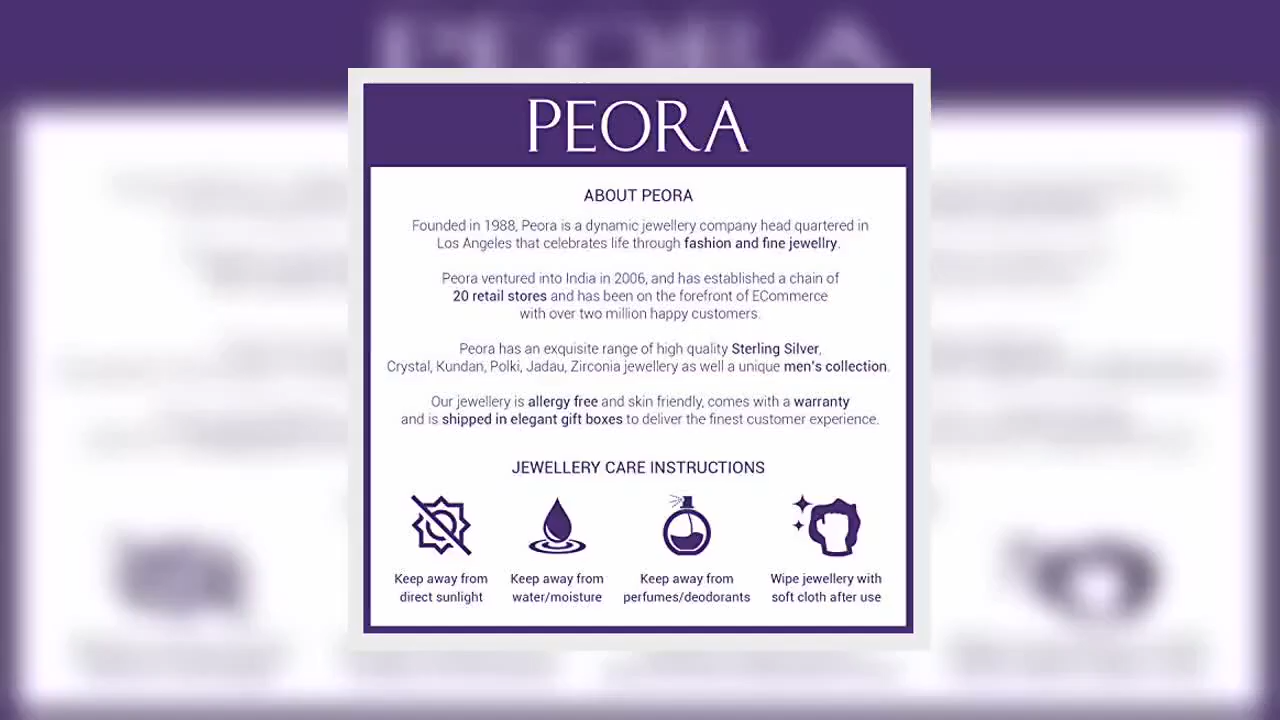 PEORA
ABOUT PEORA
Founded in 1988, Peora is a dynamic jewellery company head quartered in
Los Angeles that celebrates life through fashion and fine jewellry.
Peora ventured into India in 2006, and has established a chain of
20 retail stores and has been on the forefront of ECommerce
with over two million happy customers.
Peora has an exquisite range of high quality Sterling Silver,
Crystal, Kundan, Polki, Jadau, Zirconia jewellery as well a unique men's collection.
Our jewellery is allergy free and skin friendly, comes with a warranty
and is shipped in elegant gift boxes to deliver the finest customer experience.
JEWELLERY CARE INSTRUCTIONS
Keep away from
direct sunlight
Keep away from
water/moisture
Keep away from
perfumes/deodorants
Wipe jewellery with
soft cloth after use